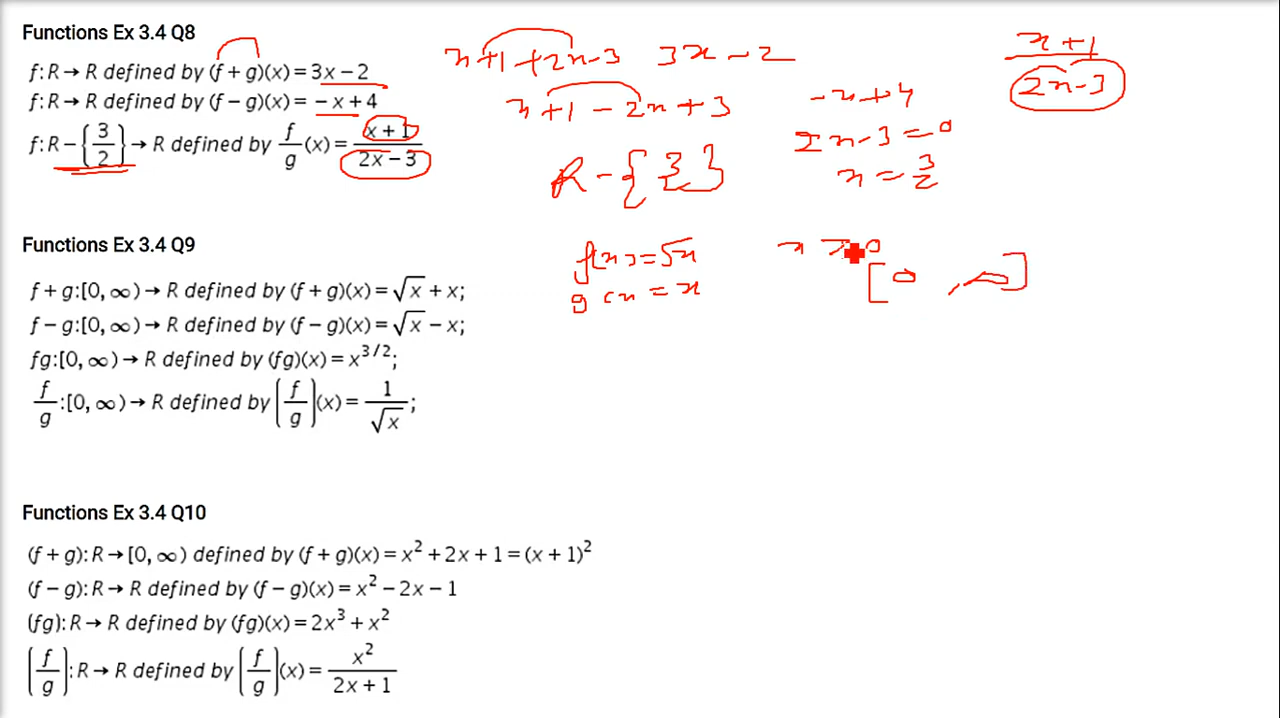 Functions Ex 3.4 Q8
f: R → R defined by (f + g)(x) = 3x − 2
f: R → R defined by (f − g)(x) = − x + 4
f: R − {3/2} → R defined by f/g (x) = (x + 1)/(2x − 3)
x+1+2x-3 3x-2
x+1-2x+3
-x+4
2x-3=0
x = 3/2
R-{3/2}
x+1
2x-3
Functions Ex 3.4 Q9
f + g:[0, ∞) → R defined by (f + g)(x) = √x + x;
f − g:[0, ∞) → R defined by (f − g)(x) = √x − x;
fg:[0, ∞) → R defined by (fg)(x) = x^3/2;
f/g :[0, ∞) → R defined by (f/g)(x) = 1/√x;
f(x)=√x
g(x = x
[0, ∞]
Functions Ex 3.4 Q10
(f + g): R → [0, ∞) defined by (f + g)(x) = x² + 2x + 1 = (x + 1)²
(f − g): R → R defined by (f − g)(x) = x² − 2x − 1
(fg): R → R defined by (fg)(x) = 2x³ + x²
(f/g): R → R defined by (f/g)(x) = x²/(2x + 1)